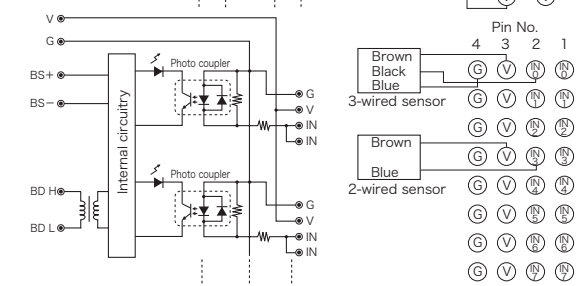 V
G
BS+
BS−
BD H
BD L
Internal circuitry
Photo coupler
G
V
IN
IN
Photo coupler
G
V
IN
IN
Pin No.
4 3 2 1
Brown
Black
Blue
3-wired sensor
Brown
Blue
2-wired sensor
G V IN0 IN0
G V IN1 IN1
G V IN2 IN2
G V IN3 IN3
G V IN4 IN4
G V IN5 IN5
G V IN6 IN6
G V IN7 IN7